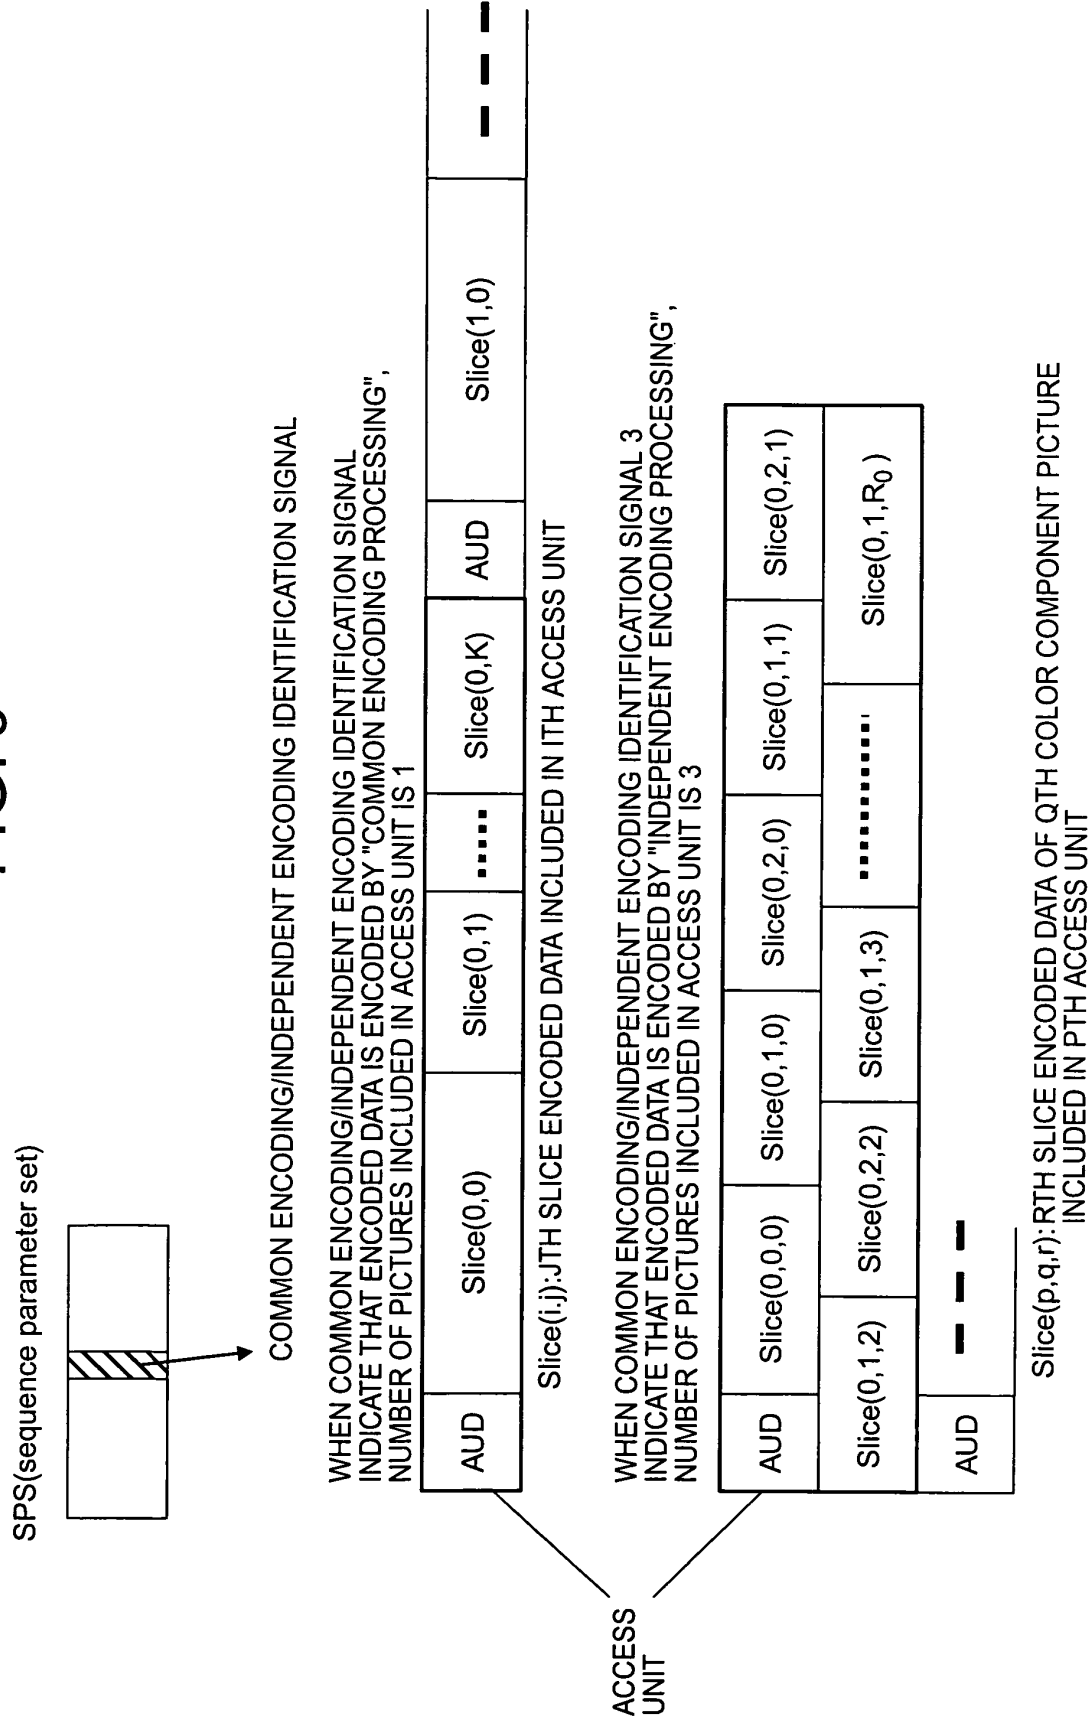 SPS(sequence parameter set)
COMMON ENCODING/INDEPENDENT ENCODING IDENTIFICATION SIGNAL
WHEN COMMON ENCODING/INDEPENDENT ENCODING IDENTIFICATION SIGNAL
INDICATE THAT ENCODED DATA IS ENCODED BY "COMMON ENCODING PROCESSING",
NUMBER OF PICTURES INCLUDED IN ACCESS UNIT IS 1
AUD Slice(0,0) Slice(0,1) Slice(0,K) AUD Slice(1,0)
Slice(i.j):JTH SLICE ENCODED DATA INCLUDED IN ITH ACCESS UNIT
ACCESS
UNIT
WHEN COMMON ENCODING/INDEPENDENT ENCODING IDENTIFICATION SIGNAL 3
INDICATE THAT ENCODED DATA IS ENCODED BY "INDEPENDENT ENCODING PROCESSING",
NUMBER OF PICTURES INCLUDED IN ACCESS UNIT IS 3
AUD Slice(0,0,0) Slice(0,1,0) Slice(0,2,0) Slice(0,1,1) Slice(0,2,1)
Slice(0,1,2) Slice(0,2,2) Slice(0,1,3) Slice(0,1,R0)
AUD
Slice(p,q,r):RTH SLICE ENCODED DATA OF QTH COLOR COMPONENT PICTURE
INCLUDED IN PTH ACCESS UNIT